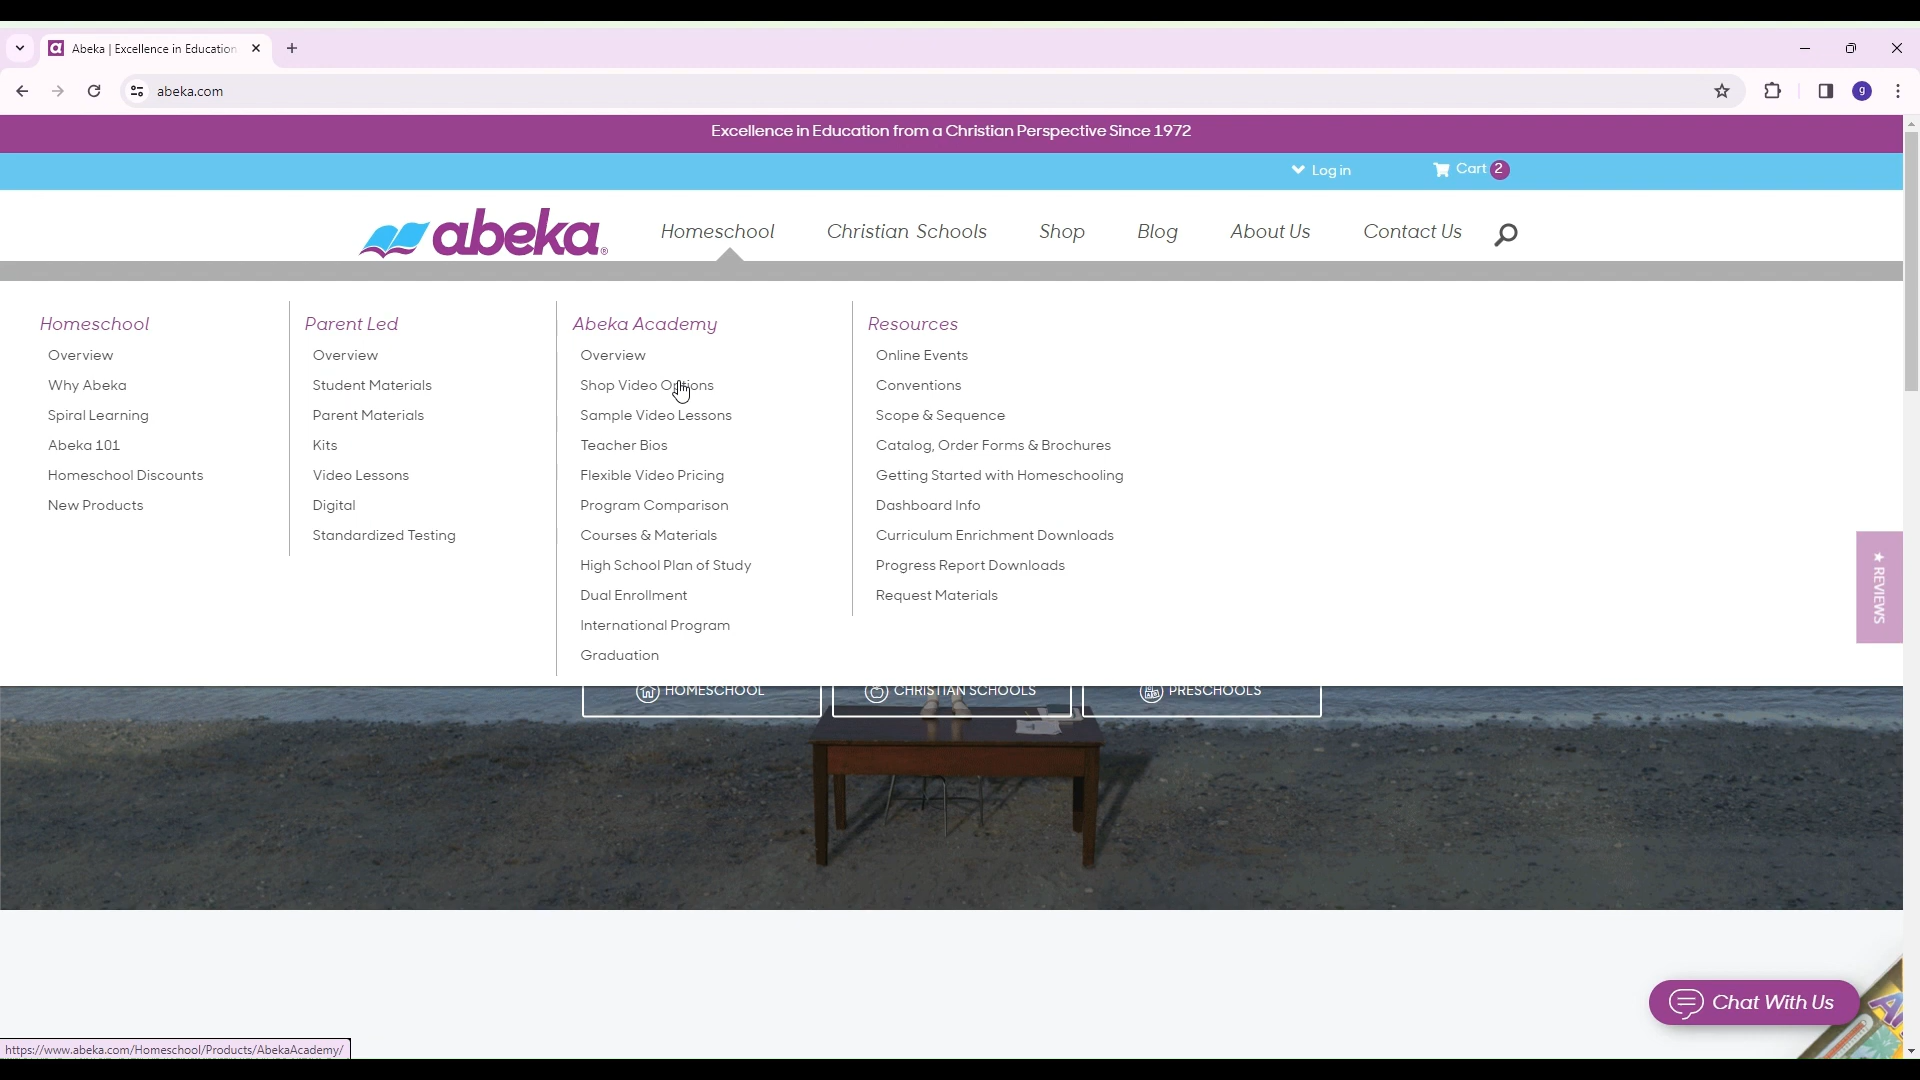 Abeka | Excellence in Education
abeka.com
g
Excellence in Education from a Christian Perspective Since 1972
Log in
Cart 2
abeka
Homeschool
Christian Schools
Shop
Blog
About Us
Contact Us
Homeschool
Overview
Why Abeka
Spiral Learning
Abeka 101
Homeschool Discounts
New Products
Parent Led
Overview
Student Materials
Parent Materials
Kits
Video Lessons
Digital
Standardized Testing
Abeka Academy
Overview
Shop Video Options
Sample Video Lessons
Teacher Bios
Flexible Video Pricing
Program Comparison
Courses & Materials
High School Plan of Study
Dual Enrollment
International Program
Graduation
Resources
Online Events
Conventions
Scope & Sequence
Catalog, Order Forms & Brochures
Getting Started with Homeschooling
Dashboard Info
Curriculum Enrichment Downloads
Progress Report Downloads
Request Materials
★ REVIEWS
HOMESCHOOL
CHRISTIAN SCHOOLS
PRESCHOOLS
Chat With Us
https://www.abeka.com/Homeschool/Products/AbekaAcademy/